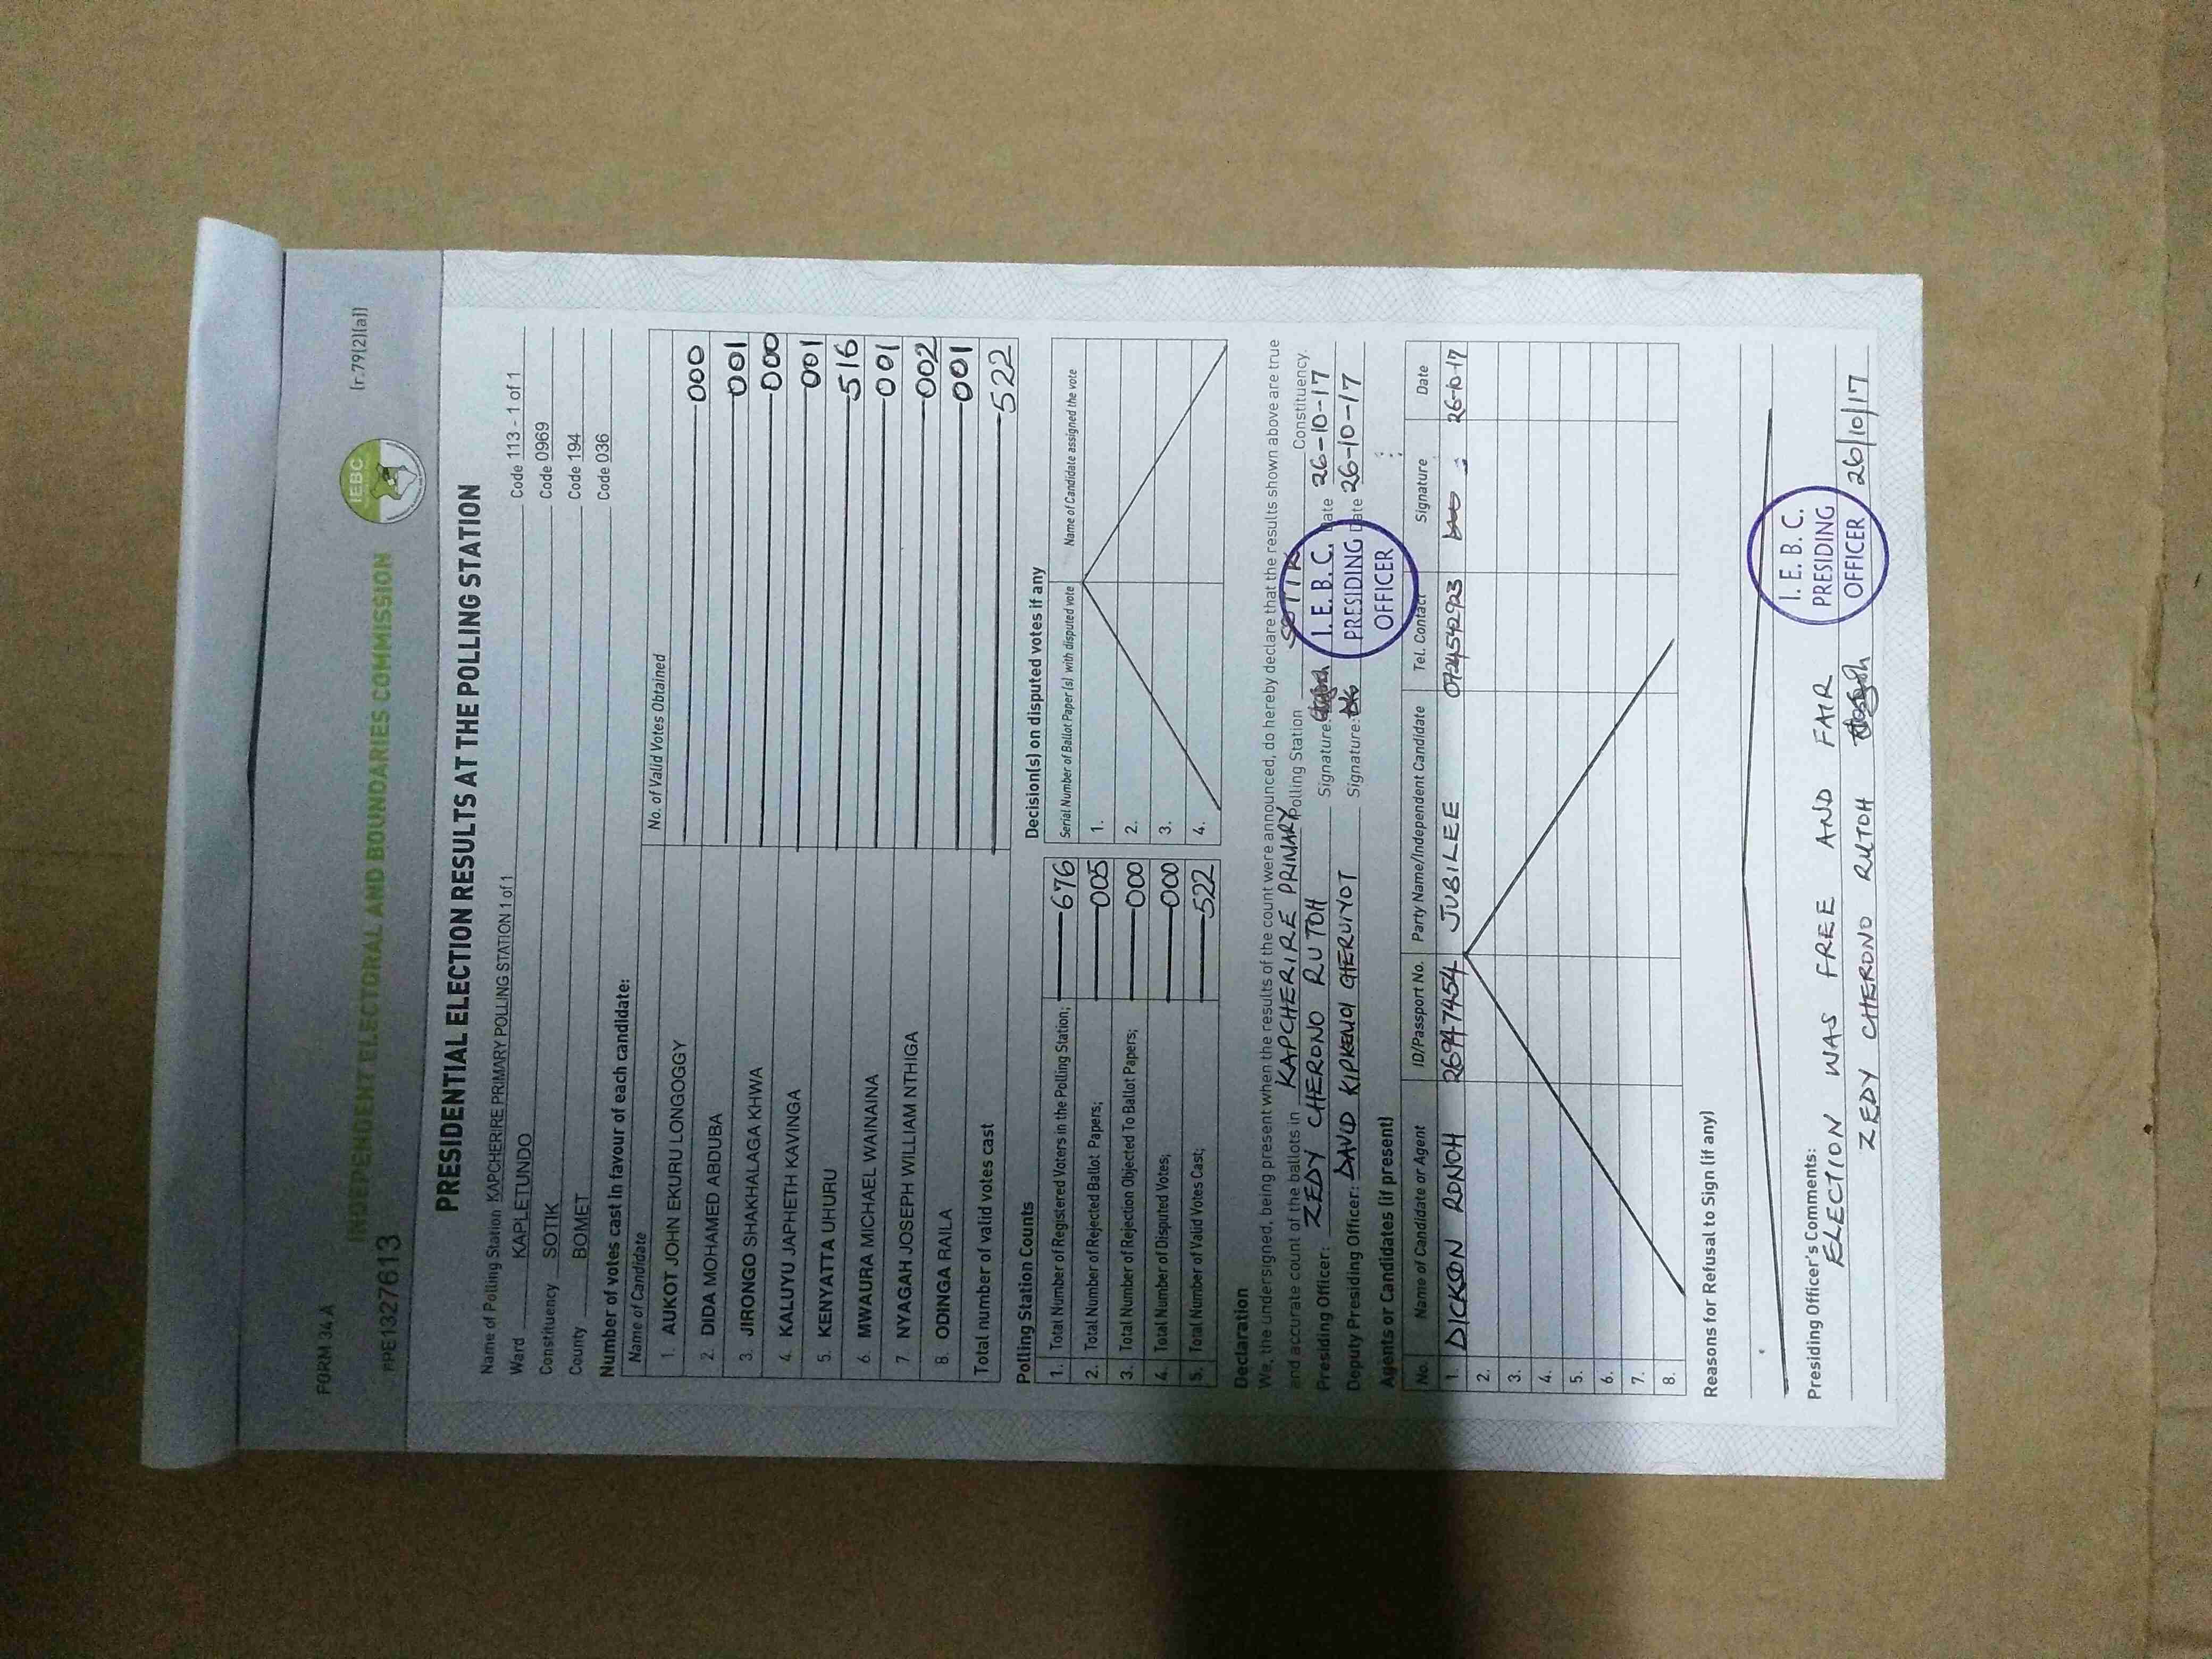 FORM 34 A
(r.79(2)(a))
INDEPENDENT ELECTORAL AND BOUNDARIES COMMISSION
IEBC
PPE1327613
PRESIDENTIAL ELECTION RESULTS AT THE POLLING STATION
Name of Polling Station KAPCHERIRE PRIMARY POLLING STATION 1 of 1 Code 113 - 1 of 1
Ward KAPLETUNDO Code 0969
Constituency SOTIK Code 194
County BOMET Code 036
Number of votes cast in favour of each candidate:
Name of Candidate No. of Valid Votes Obtained
1. AUKOT JOHN EKURU LONGOGGY 000
2. DIDA MOHAMED ABDUBA 001
3. JIRONGO SHAKHALAGA KHWA 000
4. KALUYU JAPHETH KAVINGA 001
5. KENYATTA UHURU 516
6. MWAURA MICHAEL WAINAINA 001
7 NYAGAH JOSEPH WILLIAM NTHIGA 002
8. ODINGA RAILA 001
Total number of valid votes cast 522
Polling Station Counts
1. Total Number of Registered Voters in the Polling Station; 676
2. Total Number of Rejected Ballot Papers; 005
3. Total Number of Rejection Objected To Ballot Papers; 000
4. Total Number of Disputed Votes; 000
5. Total Number of Valid Votes Cast; 522
Decision(s) on disputed votes if any
Serial Number of Ballot Paper (s) with disputed vote Name of Candidate assigned the vote
1.
2.
3.
4.
Declaration
We, the undersigned, being present when the results of the count were announced, do hereby declare that the results shown above are true
and accurate count of the ballots in KAPCHERIRE PRIMARY Polling Station SOTIK Constituency.
Presiding Officer: ZEDY CHERONO RUTOH Signature: Date 26-10-17
Deputy Presiding Officer: DAVID KIPKEMOI CHERUIYOT Signature: Date 26-10-17
I. E. B. C.
PRESIDING
OFFICER
Agents or Candidates (if present)
No. Name of Candidate or Agent ID/Passport No. Party Name/Independent Candidate Tel. Contact Signature Date
1. DICKSON RONOH 26947454 JUBILEE 0724592923 26-10-17
2.
3.
4.
5.
6.
7.
8.
Reasons for Refusal to Sign (if any)
Presiding Officer's Comments:
ELECTION WAS FREE AND FAIR
ZEDY CHERONO RUTOH 26/10/17
I. E. B. C.
PRESIDING
OFFICER